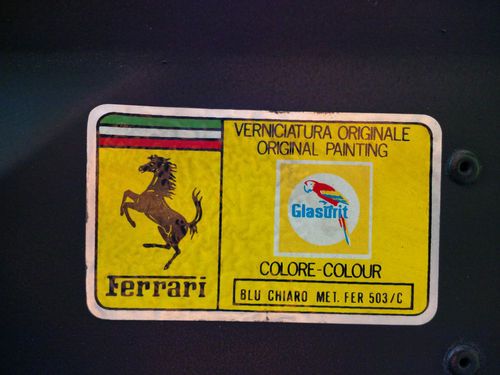 VERNICIATURA ORIGINALE
ORIGINAL PAINTING
Glasurit
COLORE-COLOUR
Ferrari
BLU CHIARO MET. FER 503/C